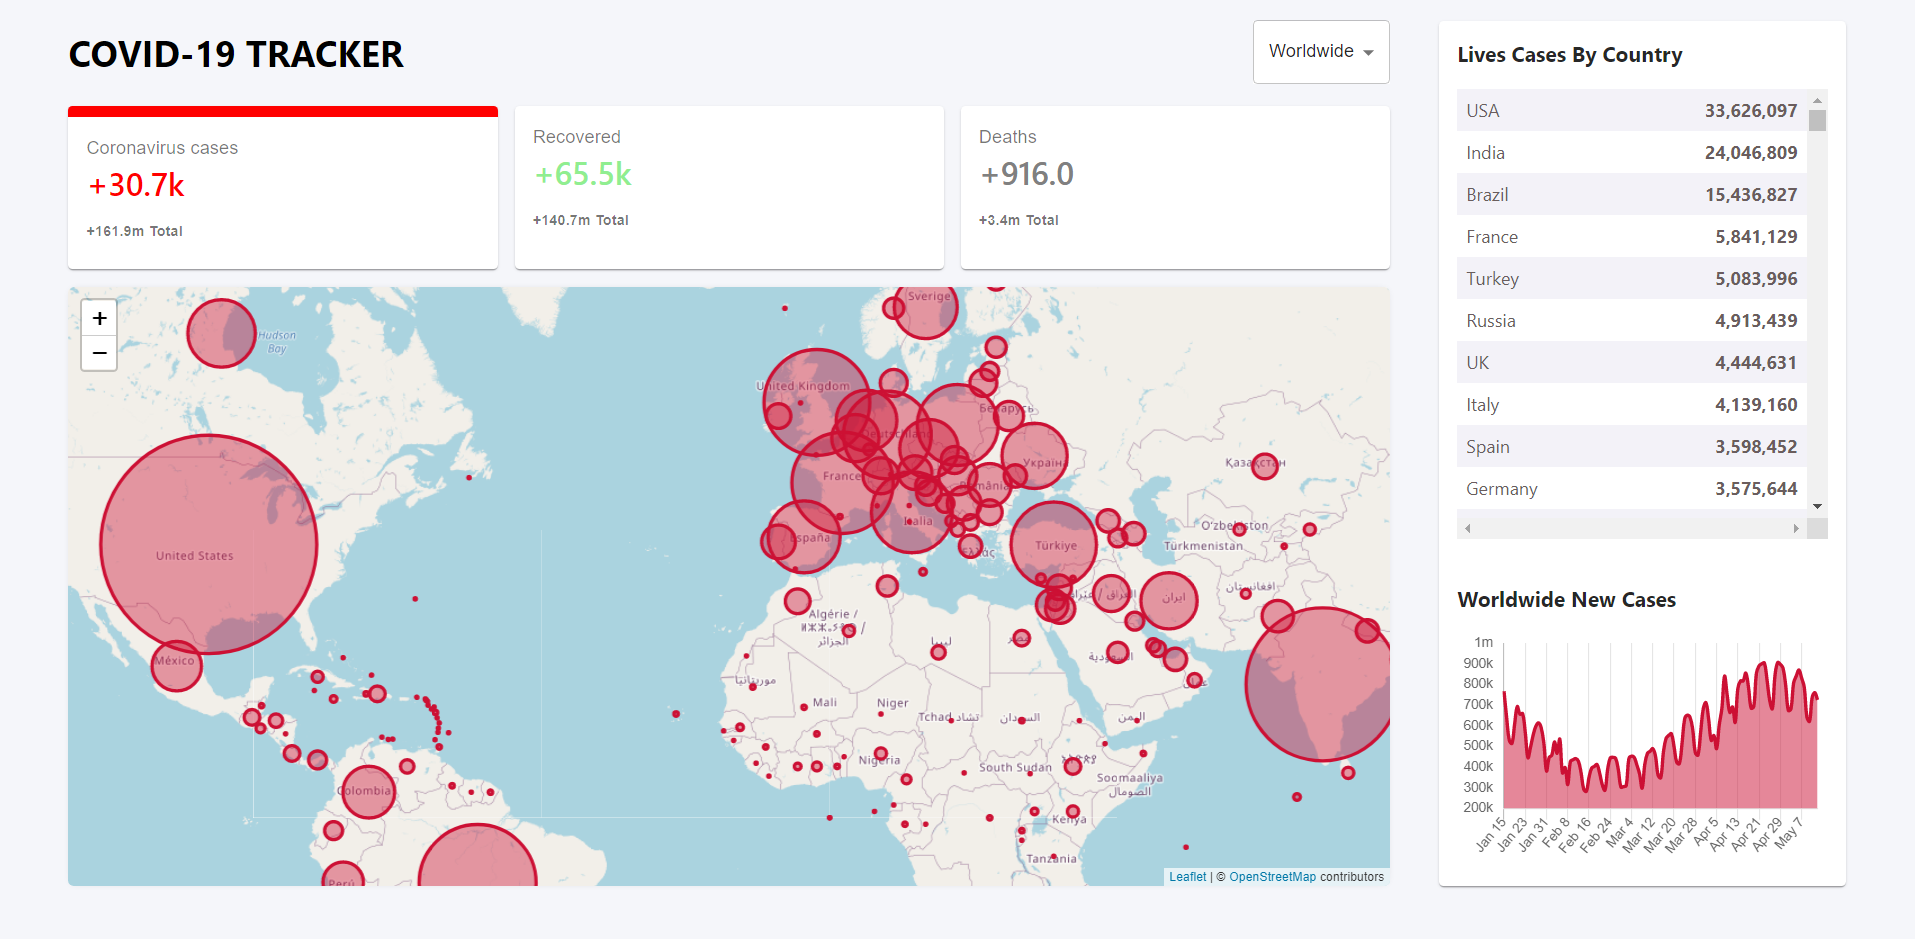 COVID-19 TRACKER
Worldwide
Coronavirus cases
+30.7k
+161.9m Total
Recovered
+65.5k
+140.7m Total
Deaths
+916.0
+3.4m Total
+
−
Hudson
Bay
Sverige
United Kingdom
Беларусь
Deutschland
Україна
France
România
Қазақстан
Italia
España
Türkiye
O'zbekiston
Türkmenistan
United States
México
Algérie /
الجزائر
ليبيا
مصر
ایران
افغانستان
السعودية
عمان
موريتانيا
Mali
Niger
Tchad تشاد
السودان
اليمن
Nigeria
South Sudan
Soomaaliya
الصومال
Kenya
Tanzania
Colombia
Perú
Leaflet | © OpenStreetMap contributors
Lives Cases By Country
USA 33,626,097
India 24,046,809
Brazil 15,436,827
France 5,841,129
Turkey 5,083,996
Russia 4,913,439
UK 4,444,631
Italy 4,139,160
Spain 3,598,452
Germany 3,575,644
Worldwide New Cases
1m
900k
800k
700k
600k
500k
400k
300k
200k
Jan 15
Jan 23
Jan 31
Feb 8
Feb 16
Feb 24
Mar 4
Mar 12
Mar 20
Mar 28
Apr 5
Apr 13
Apr 21
Apr 29
May 7